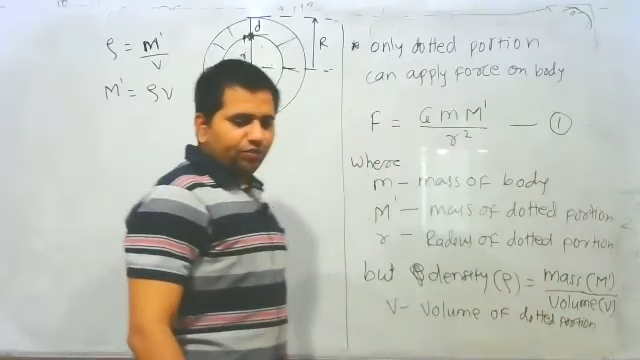 ρ = M'/V
M' = ρV
d
R
r
* only dotted portion
can apply force on body
F = G m M'/r² — ①
where
m - mass of body
M' - mass of dotted portion
r - Radius of dotted portion
but density (ρ) = mass(M')/Volume(V)
V - Volume of dotted portion